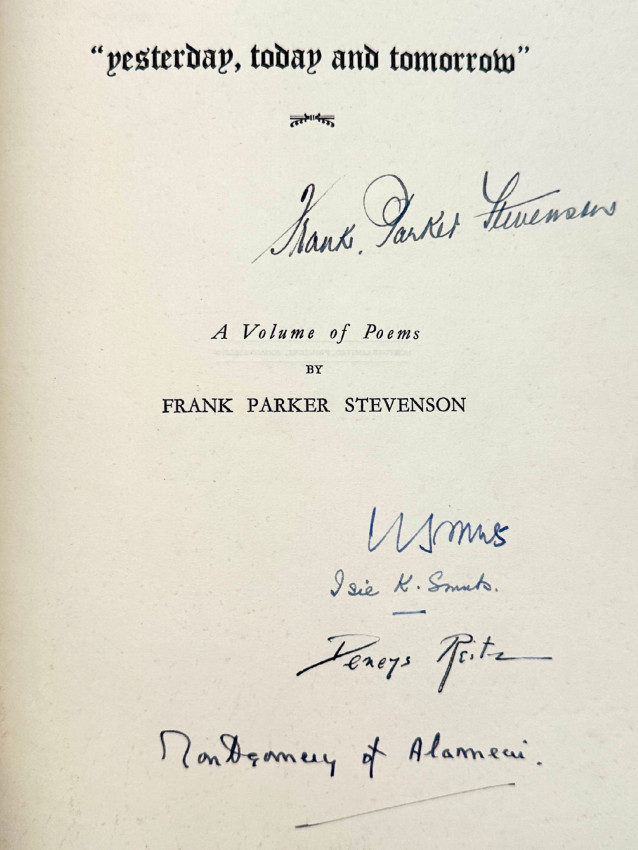 “yesterday, today and tomorrow”
Frank. Parker Stevenson
A Volume of Poems
BY
FRANK PARKER STEVENSON
JCSmuts
Isie K. Smuts.
Deneys Reitz
Montgomery of Alamein.